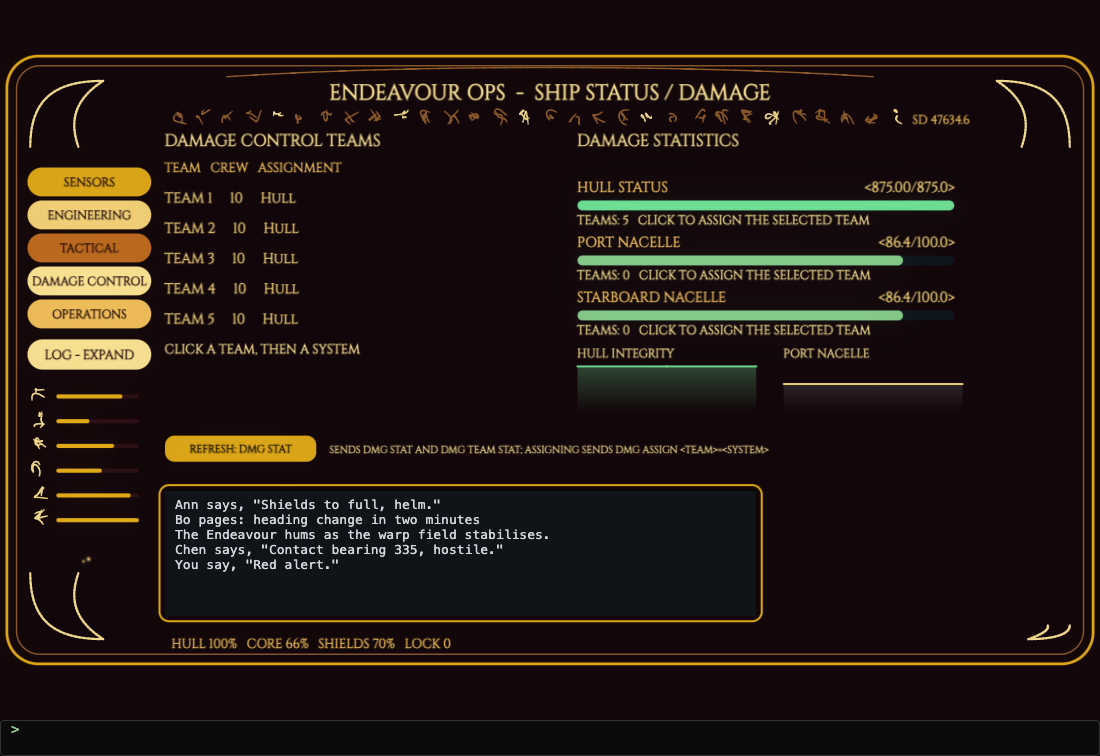 ENDEAVOUR OPS - SHIP STATUS / DAMAGE
SD 47634.6
DAMAGE CONTROL TEAMS
TEAM CREW ASSIGNMENT
TEAM 1 10 HULL
TEAM 2 10 HULL
TEAM 3 10 HULL
TEAM 4 10 HULL
TEAM 5 10 HULL
CLICK A TEAM, THEN A SYSTEM
DAMAGE STATISTICS
HULL STATUS <875.00/875.0>
TEAMS: 5 CLICK TO ASSIGN THE SELECTED TEAM
PORT NACELLE <86.4/100.0>
TEAMS: 0 CLICK TO ASSIGN THE SELECTED TEAM
STARBOARD NACELLE <86.4/100.0>
TEAMS: 0 CLICK TO ASSIGN THE SELECTED TEAM
HULL INTEGRITY
PORT NACELLE
SENSORS
ENGINEERING
TACTICAL
DAMAGE CONTROL
OPERATIONS
LOG - EXPAND
REFRESH: DMG STAT
SENDS DMG STAT AND DMG TEAM STAT; ASSIGNING SENDS DMG ASSIGN <TEAM>=<SYSTEM>
Ann says, "Shields to full, helm."
Bo pages: heading change in two minutes
The Endeavour hums as the warp field stabilises.
Chen says, "Contact bearing 335, hostile."
You say, "Red alert."
HULL 100% CORE 66% SHIELDS 70% LOCK 0
>